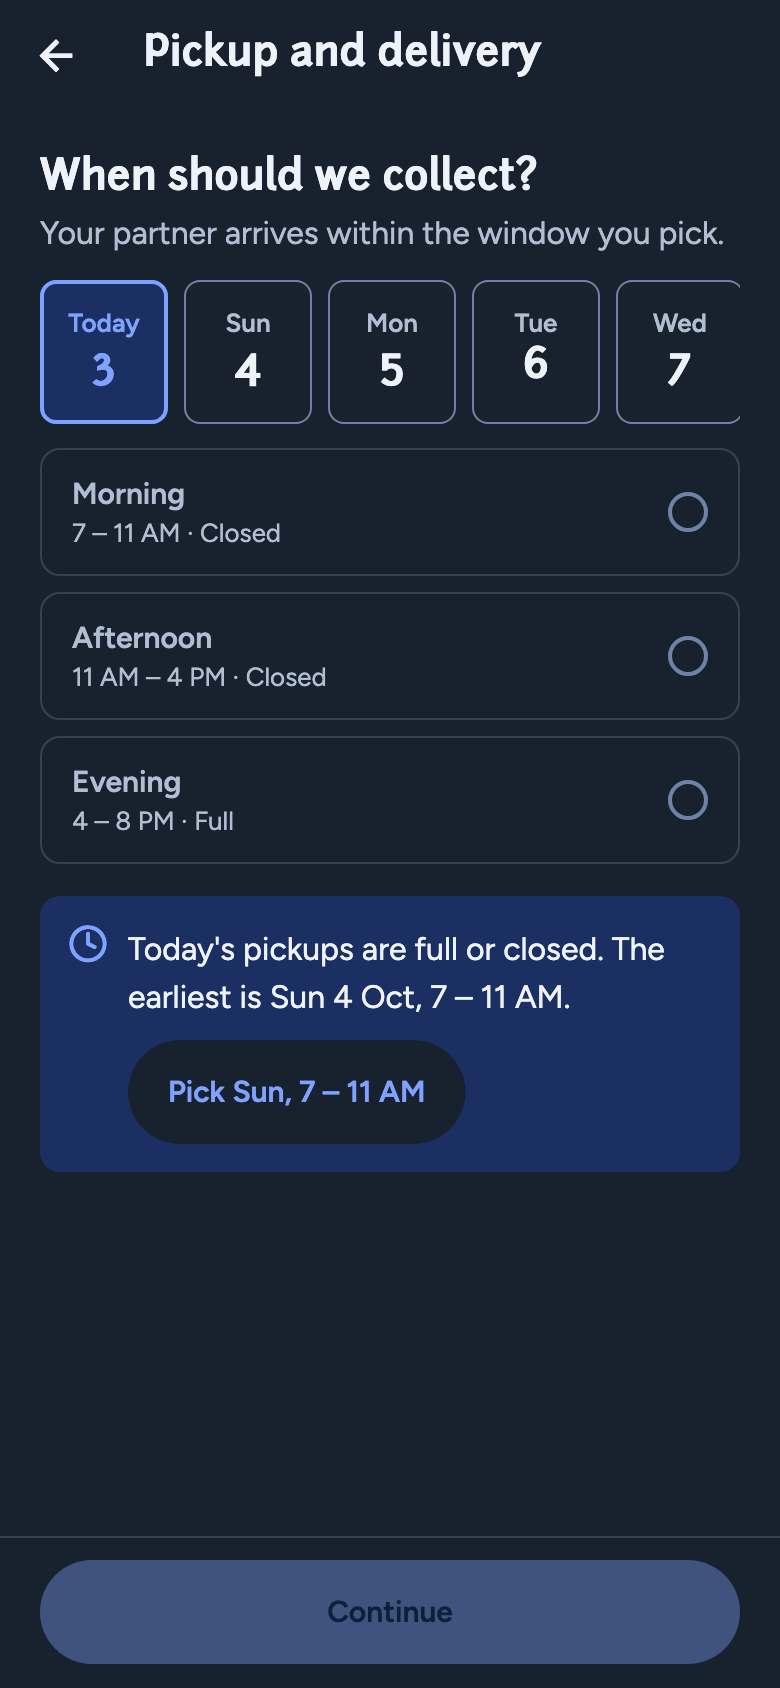 Pickup and delivery
When should we collect?
Your partner arrives within the window you pick.
Today Sun Mon Tue Wed
3 4 5 6 7
Morning
7 – 11 AM · Closed
Afternoon
11 AM – 4 PM · Closed
Evening
4 – 8 PM · Full
Today's pickups are full or closed. The
earliest is Sun 4 Oct, 7 – 11 AM.
Pick Sun, 7 – 11 AM
Continue